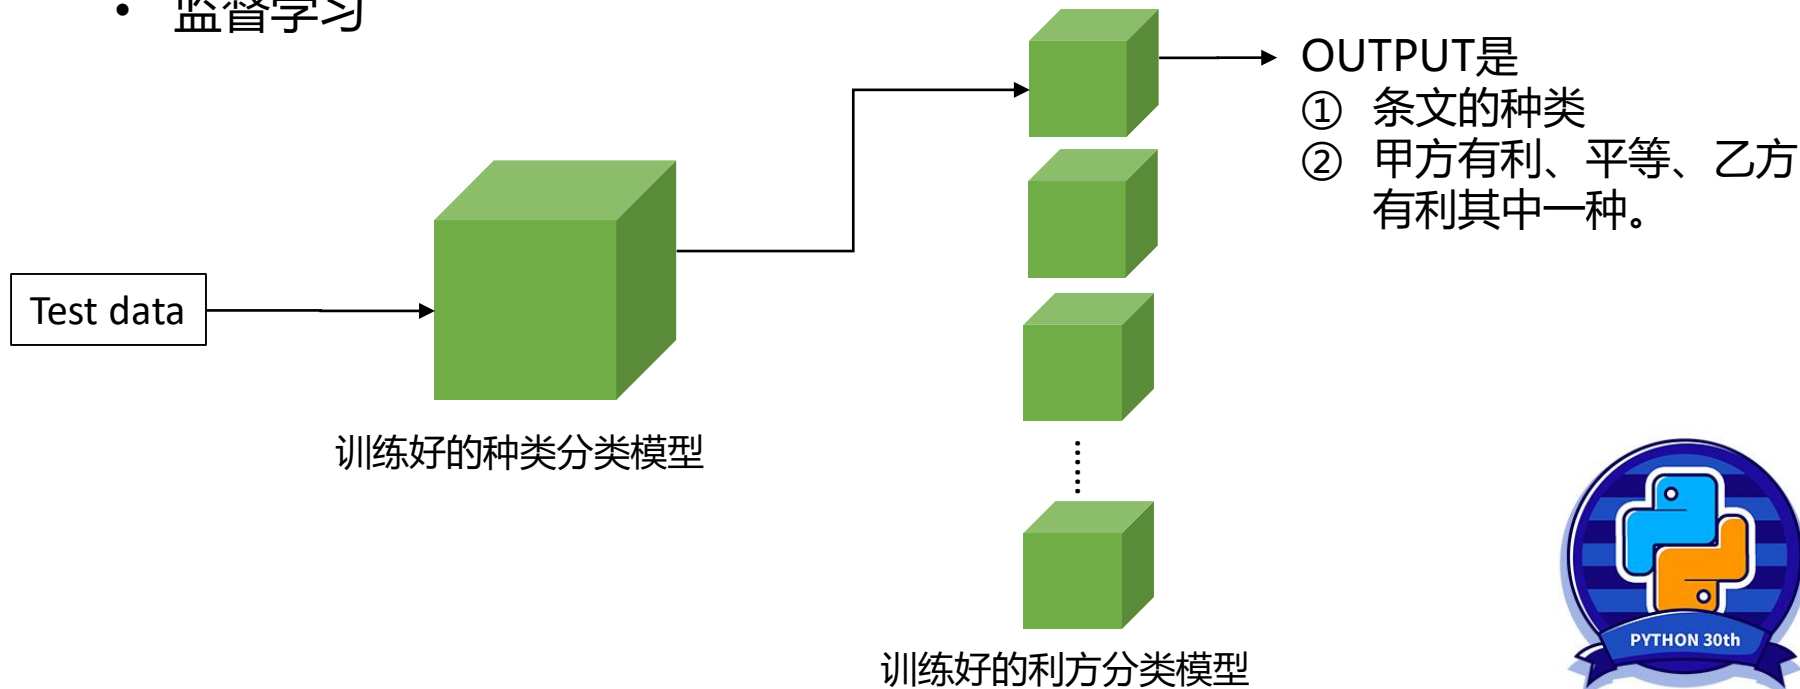 • 监督学习
OUTPUT是
① 条文的种类
② 甲方有利、平等、乙方
有利其中一种。
Test data
训练好的种类分类模型
......
训练好的利方分类模型
PYTHON 30th